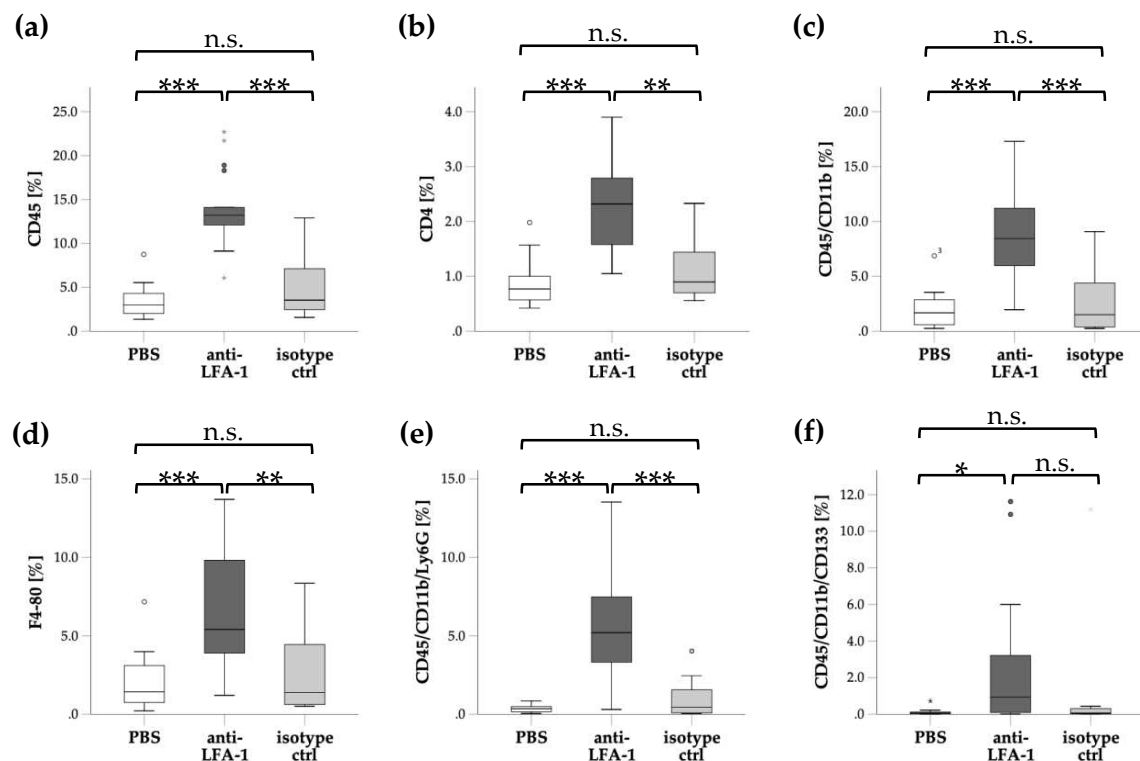 (a)
n.s.
*** ***
25.0
20.0
15.0
10.0
5.0
.0
CD45 [%]
PBS anti-LFA-1 isotype ctrl
(b)
n.s.
*** **
4.0
3.0
2.0
1.0
.0
CD4 [%]
PBS anti-LFA-1 isotype ctrl
(c)
n.s.
*** ***
20.0
15.0
10.0
5.0
.0
3
CD45/CD11b [%]
PBS anti-LFA-1 isotype ctrl
(d)
n.s.
*** **
15.0
10.0
5.0
.0
F4-80 [%]
PBS anti-LFA-1 isotype ctrl
(e)
n.s.
*** ***
15.0
10.0
5.0
.0
CD45/CD11b/Ly6G [%]
PBS anti-LFA-1 isotype ctrl
(f)
n.s.
* n.s.
12.0
10.0
8.0
6.0
4.0
2.0
.0
CD45/CD11b/CD133 [%]
PBS anti-LFA-1 isotype ctrl